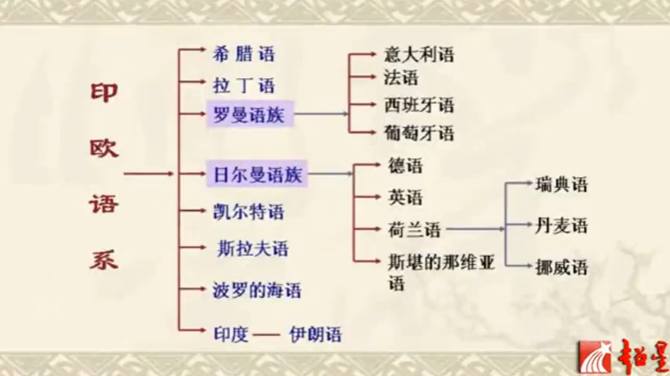 印欧语系
希腊语
拉丁语
罗曼语族
日尔曼语族
凯尔特语
斯拉夫语
波罗的海语
印度——伊朗语
意大利语
法语
西班牙语
葡萄牙语
德语
英语
荷兰语
斯堪的那维亚
语
瑞典语
丹麦语
挪威语